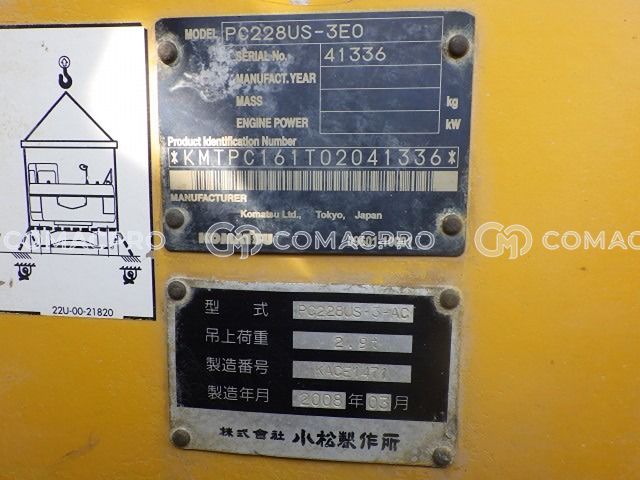 MODEL PC228US-3E0
SERIAL No. 41336
MANUFACT.YEAR
MASS kg
ENGINE POWER kW
Product Identification Number
*KMTPC161T02041336*
MANUFACTURER
Komatsu Ltd., Tokyo, Japan
KOMATSU
COMACPRO COMACPRO COMACPRO
22U-00-21820
型式 PC228US-3-AC
吊上荷重 2.9t
製造番号 KACE1471
製造年月 2008年03月
株式会社 小松製作所